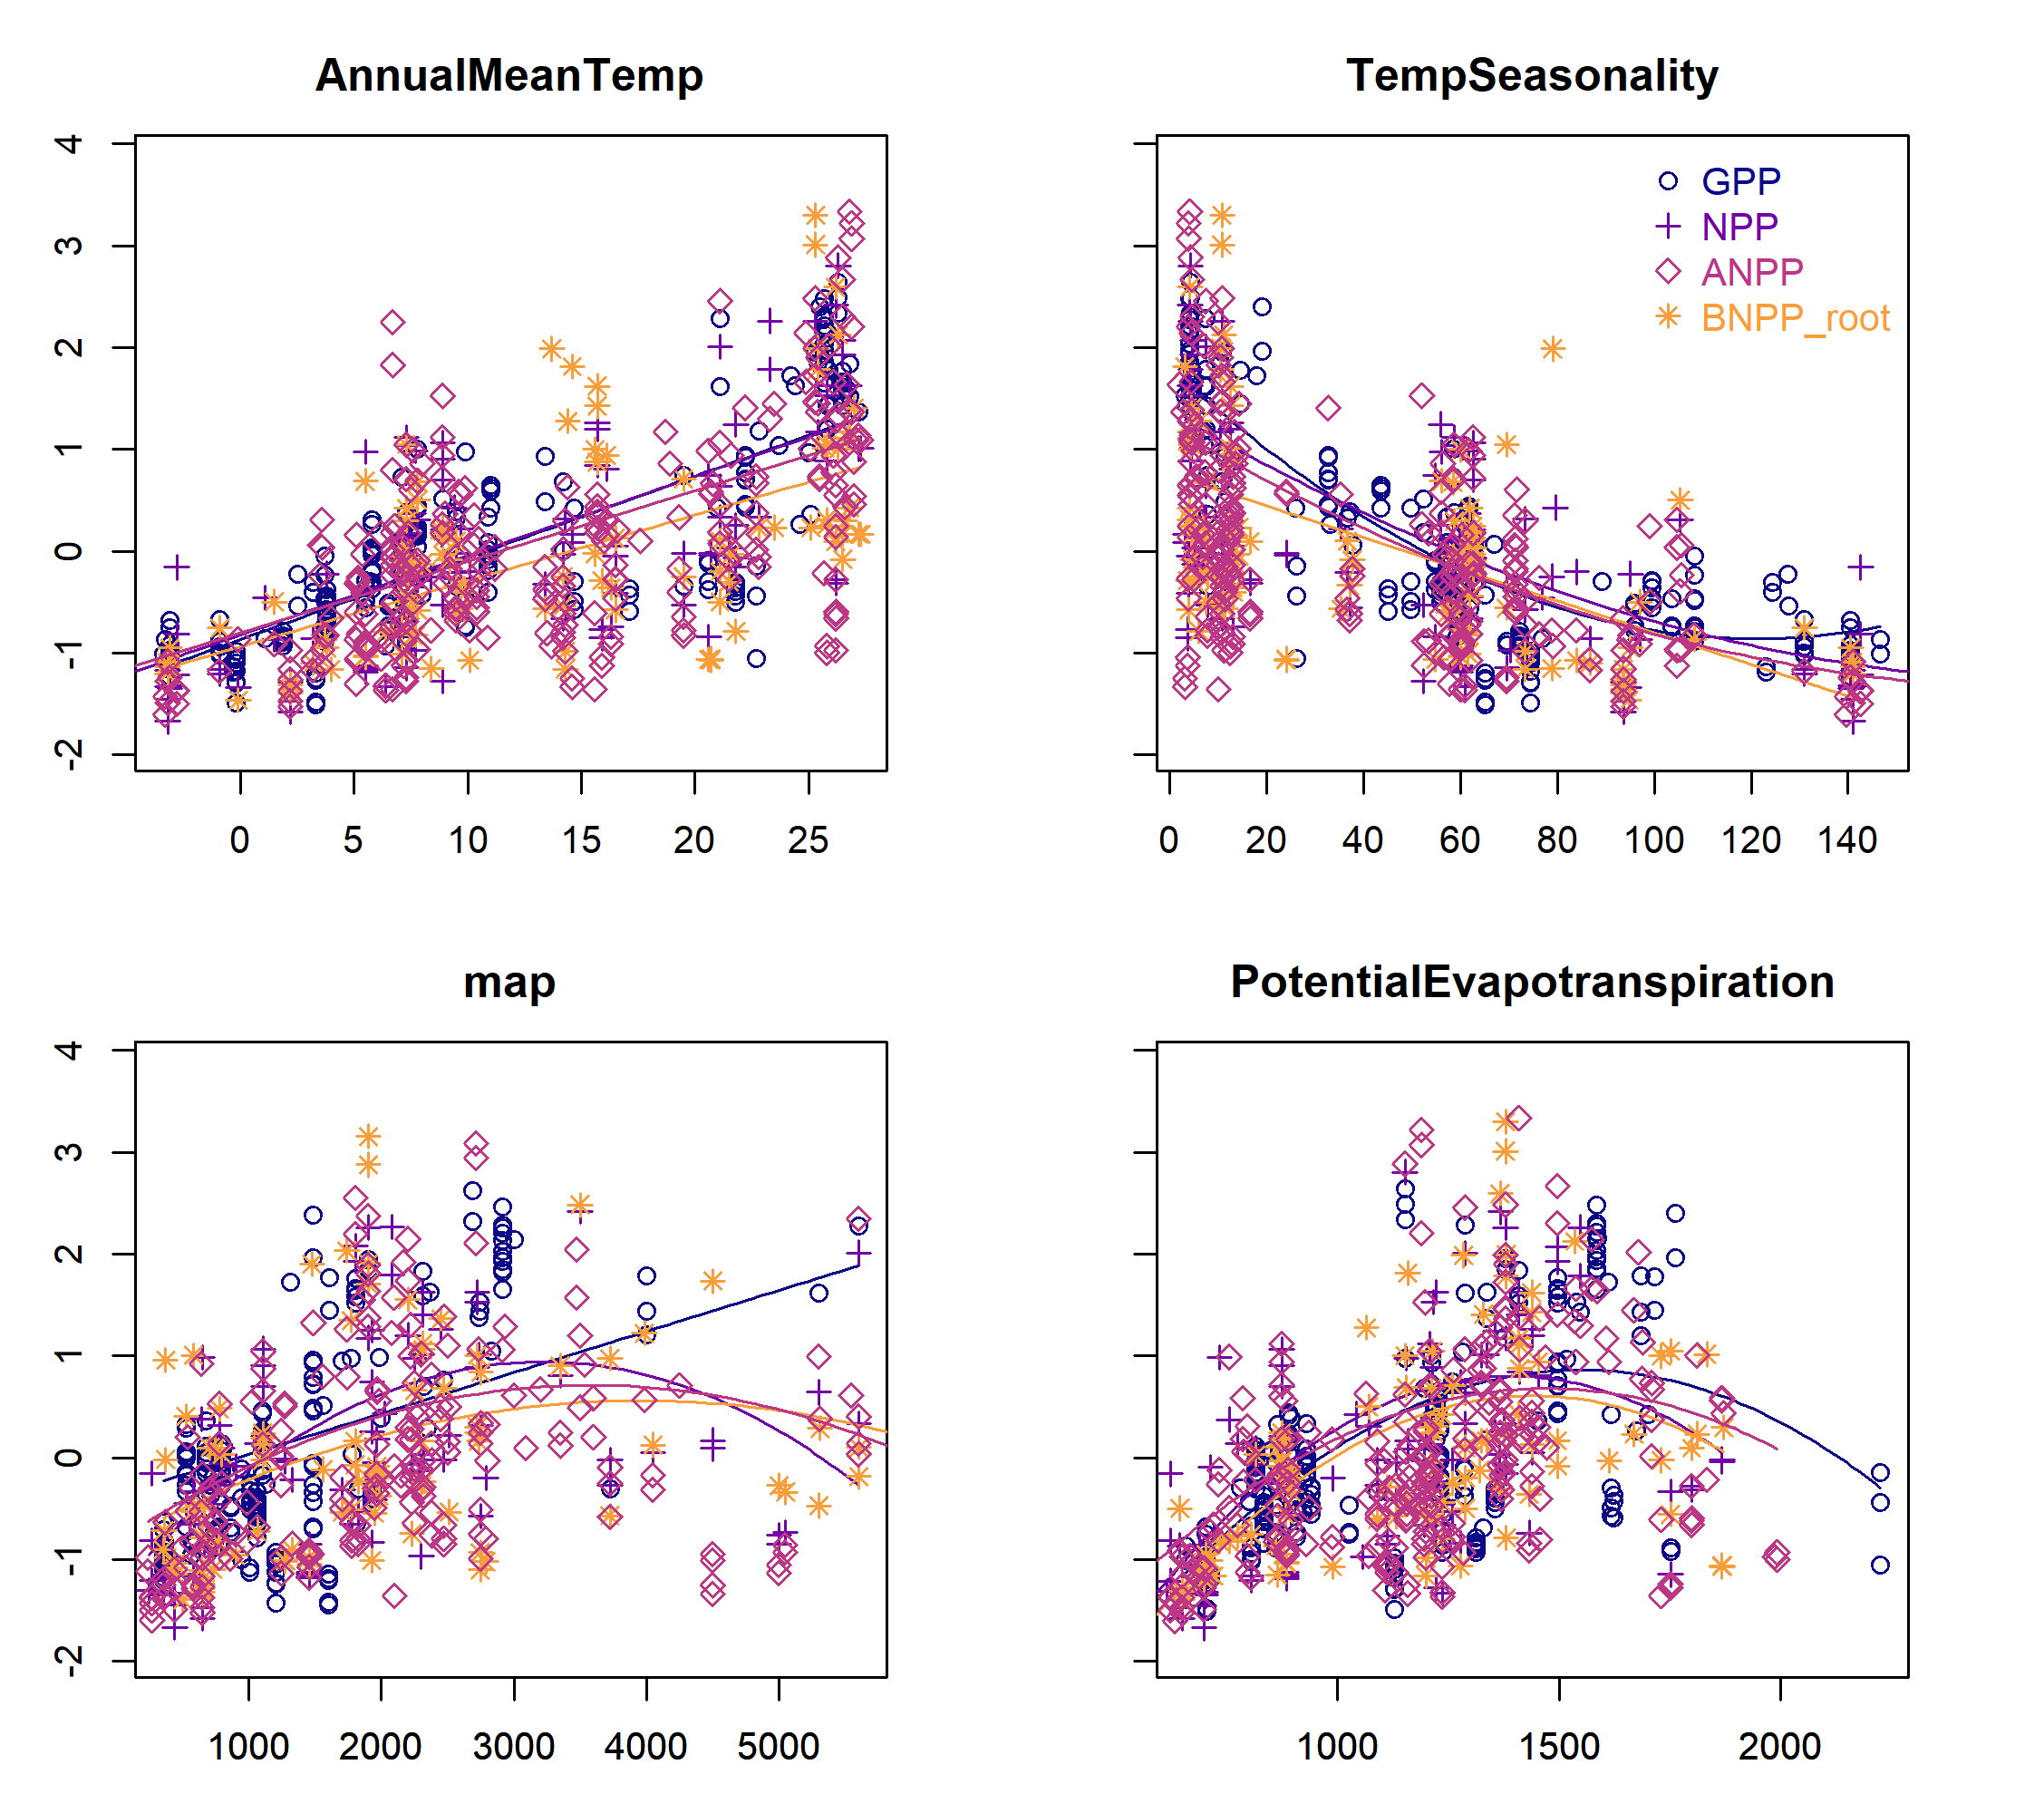 AnnualMeanTemp
4
3
2
1
0
-1
-2
0 5 10 15 20 25
TempSeasonality
GPP
NPP
ANPP
BNPP_root
0 20 40 60 80 100 120 140
map
4
3
2
1
0
-1
-2
1000 2000 3000 4000 5000
PotentialEvapotranspiration
1000 1500 2000